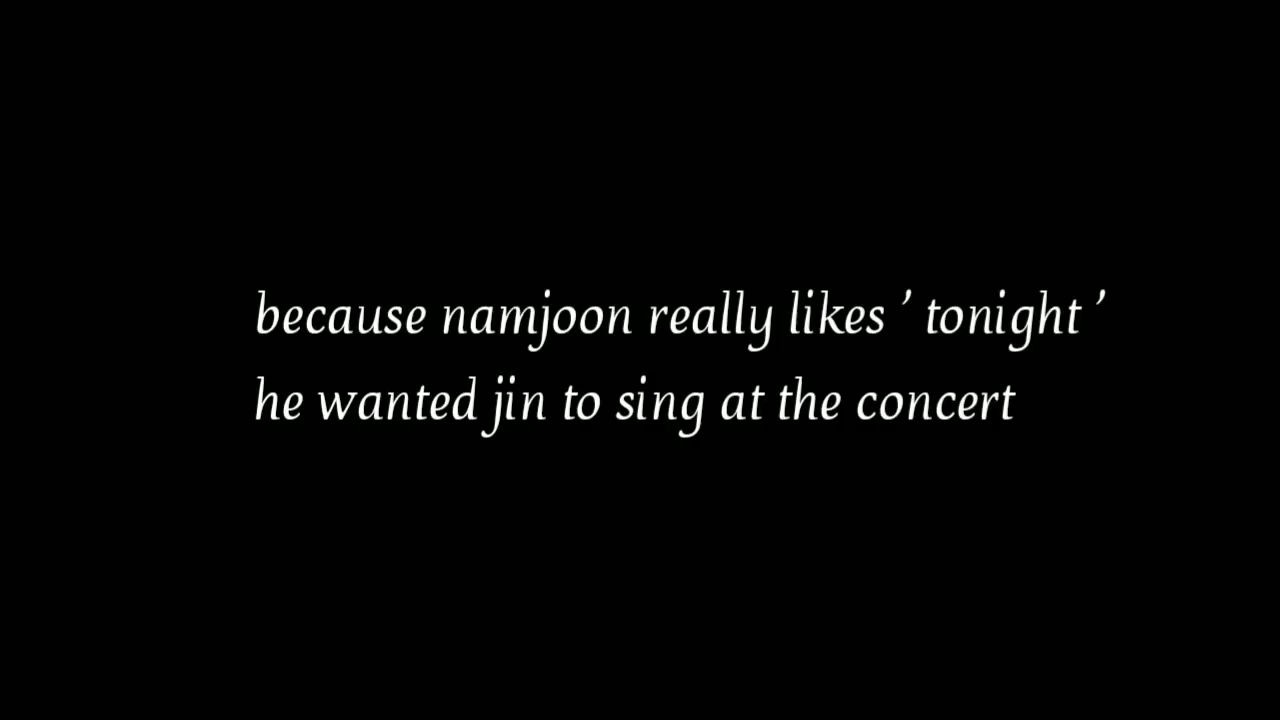 because namjoon really likes ’ tonight ’
he wanted jin to sing at the concert